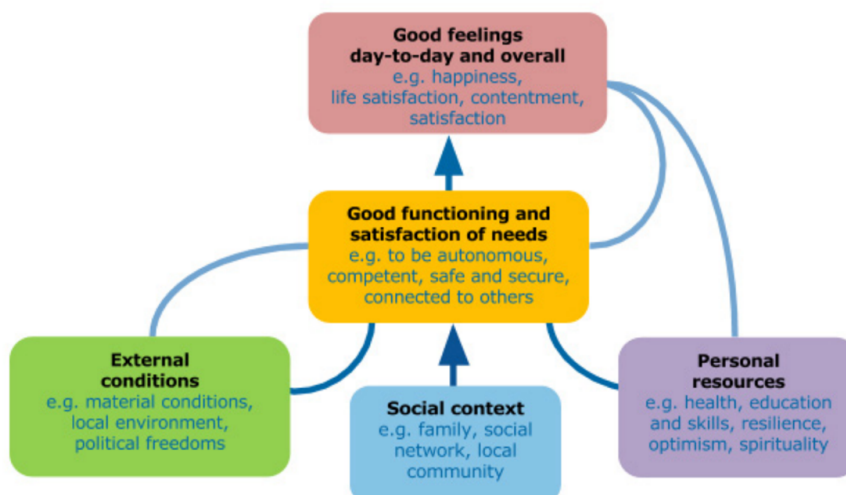 Good feelings
day-to-day and overall
e.g. happiness,
life satisfaction, contentment,
satisfaction
Good functioning and
satisfaction of needs
e.g. to be autonomous,
competent, safe and secure,
connected to others
External
conditions
e.g. material conditions,
local environment,
political freedoms
Social context
e.g. family, social
network, local
community
Personal
resources
e.g. health, education
and skills, resilience,
optimism, spirituality